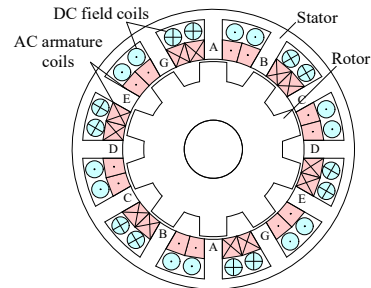 DC field coils
Stator
AC armature
coils
Rotor
A
B
C
D
E
G
A
B
C
D
E
G